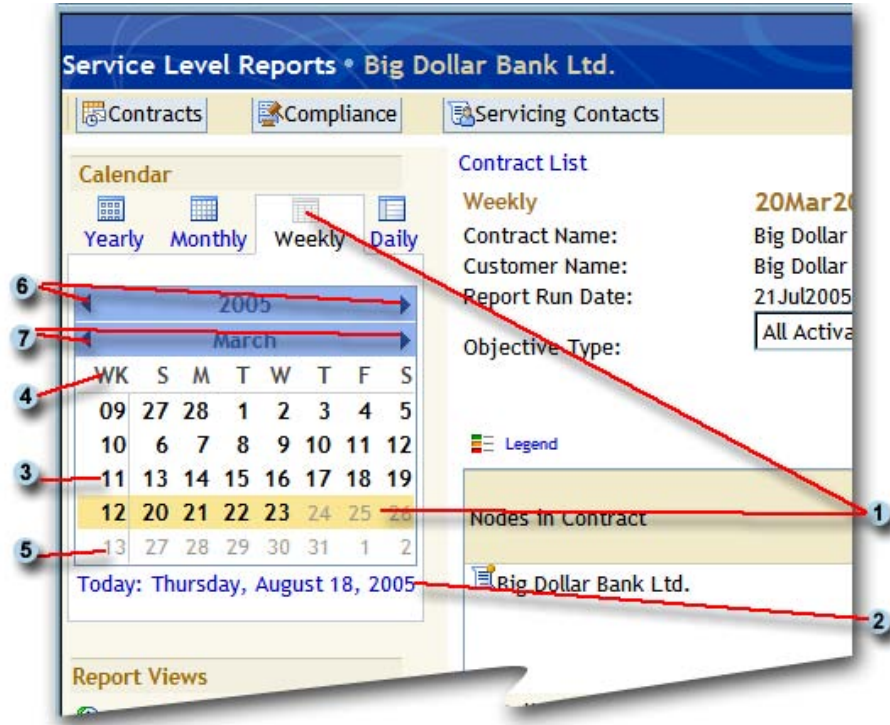 Service Level Reports • Big Dollar Bank Ltd.
Contracts Compliance Servicing Contacts
Calendar
Yearly Monthly Weekly Daily
6
2005
7
March
4
WK S M T W T F S
09 27 28 1 2 3 4 5
10 6 7 8 9 10 11 12
3
11 13 14 15 16 17 18 19
12 20 21 22 23 24 25 26
5
13 27 28 29 30 31 1 2
Today: Thursday, August 18, 2005
Report Views
Contract List
Weekly 20Mar20
Contract Name: Big Dollar
Customer Name: Big Dollar
Report Run Date: 21Jul2005
Objective Type: All Activa
Legend
Nodes in Contract
Big Dollar Bank Ltd.
1
2